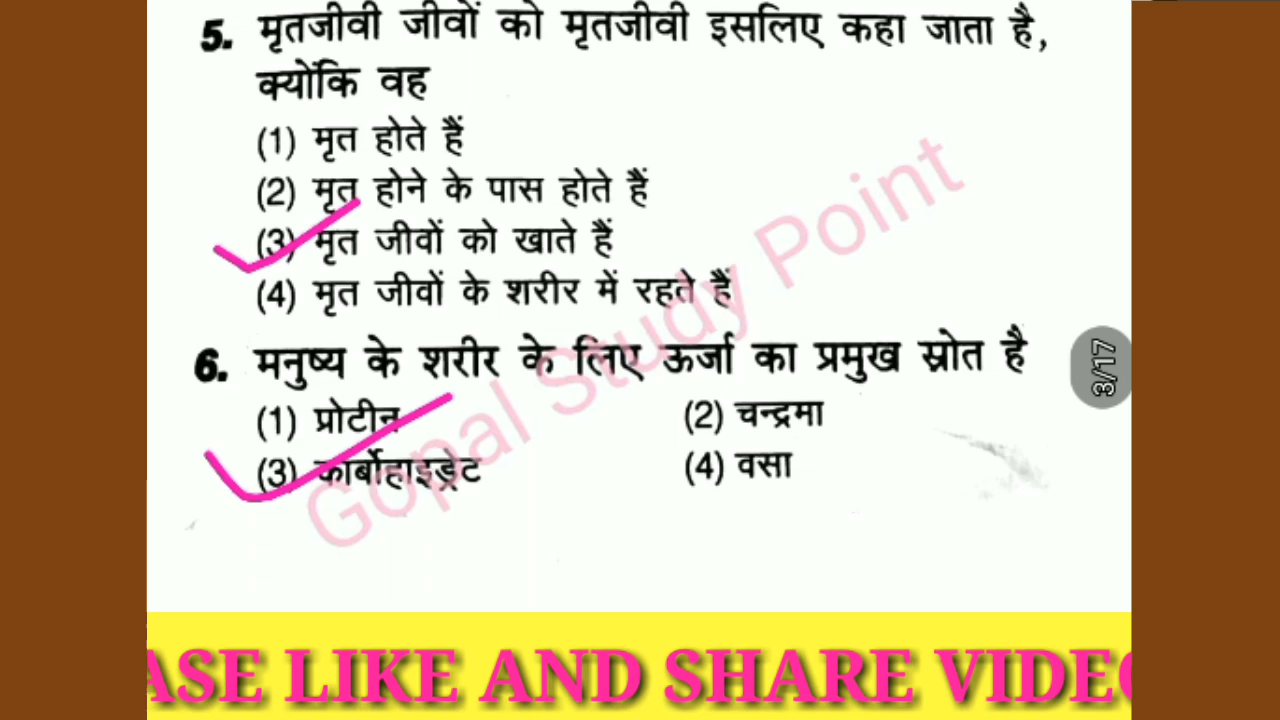 5. मृतजीवी जीवों को मृतजीवी इसलिए कहा जाता है,
क्योंकि वह
(1) मृत होते हैं
(2) मृत होने के पास होते हैं
(3) मृत जीवों को खाते हैं
(4) मृत जीवों के शरीर में रहते हैं
6. मनुष्य के शरीर के लिए ऊर्जा का प्रमुख स्रोत है
(1) प्रोटीन (2) चन्द्रमा
(3) कार्बोहाइड्रेट (4) वसा
Gopal Study Point
3/17
ASE LIKE AND SHARE VIDEO